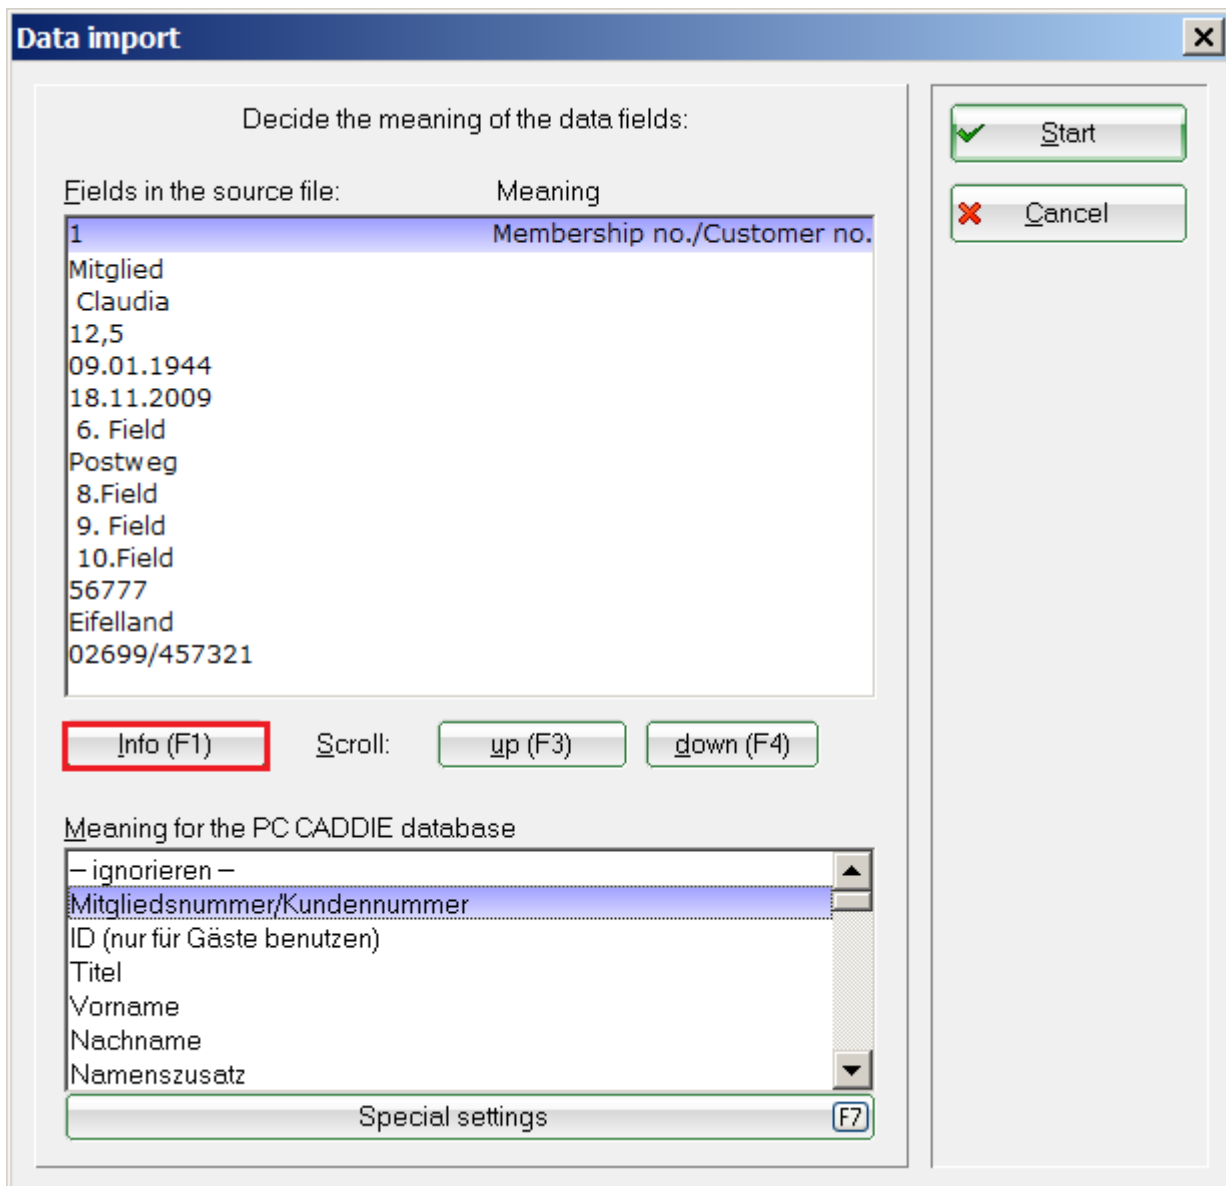 Data import
Decide the meaning of the data fields:
Start
Cancel
Fields in the source file: Meaning
1 Membership no./Customer no.
Mitglied
Claudia
12,5
09.01.1944
18.11.2009
6. Field
Postweg
8.Field
9. Field
10.Field
56777
Eifelland
02699/457321
Info (F1) Scroll: up (F3) down (F4)
Meaning for the PC CADDIE database
– ignorieren –
Mitgliedsnummer/Kundennummer
ID (nur für Gäste benutzen)
Titel
Vorname
Nachname
Namenszusatz
Special settings F7